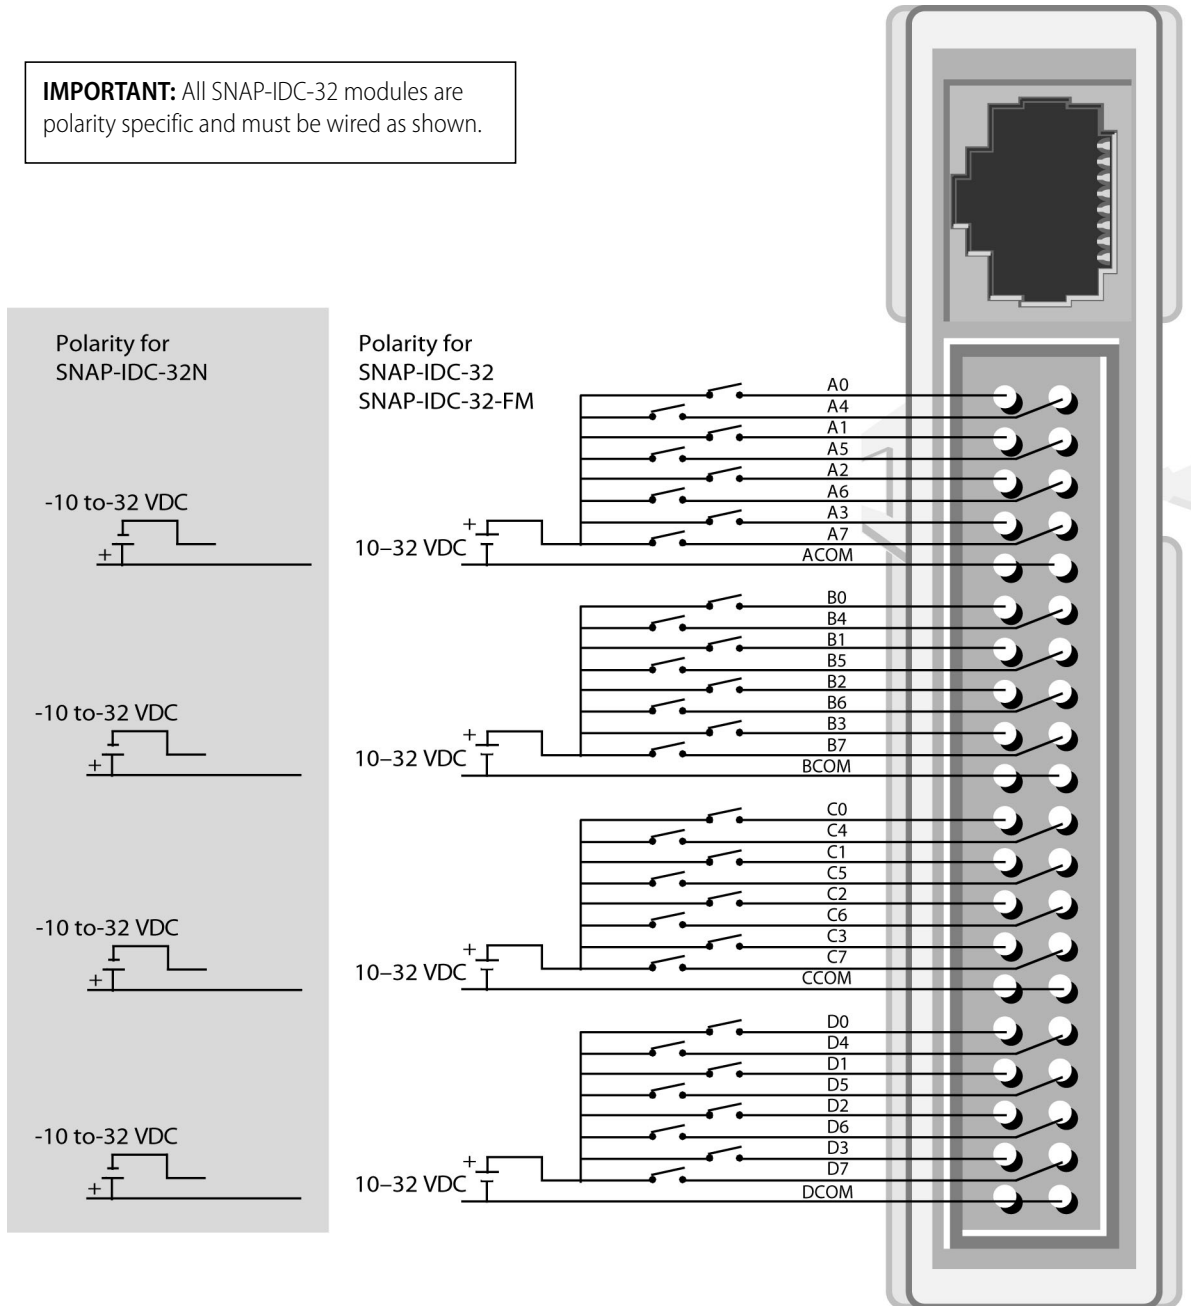 IMPORTANT: All SNAP-IDC-32 modules are
polarity specific and must be wired as shown.
Polarity for
SNAP-IDC-32N
Polarity for
SNAP-IDC-32
SNAP-IDC-32-FM
A0
A4
A1
A5
A2
A6
A3
A7
ACOM
-10 to-32 VDC
+
+
10–32 VDC
B0
B4
B1
B5
B2
B6
B3
B7
BCOM
-10 to-32 VDC
+
+
10–32 VDC
C0
C4
C1
C5
C2
C6
C3
C7
CCOM
-10 to-32 VDC
+
+
10–32 VDC
D0
D4
D1
D5
D2
D6
D3
D7
DCOM
-10 to-32 VDC
+
+
10–32 VDC